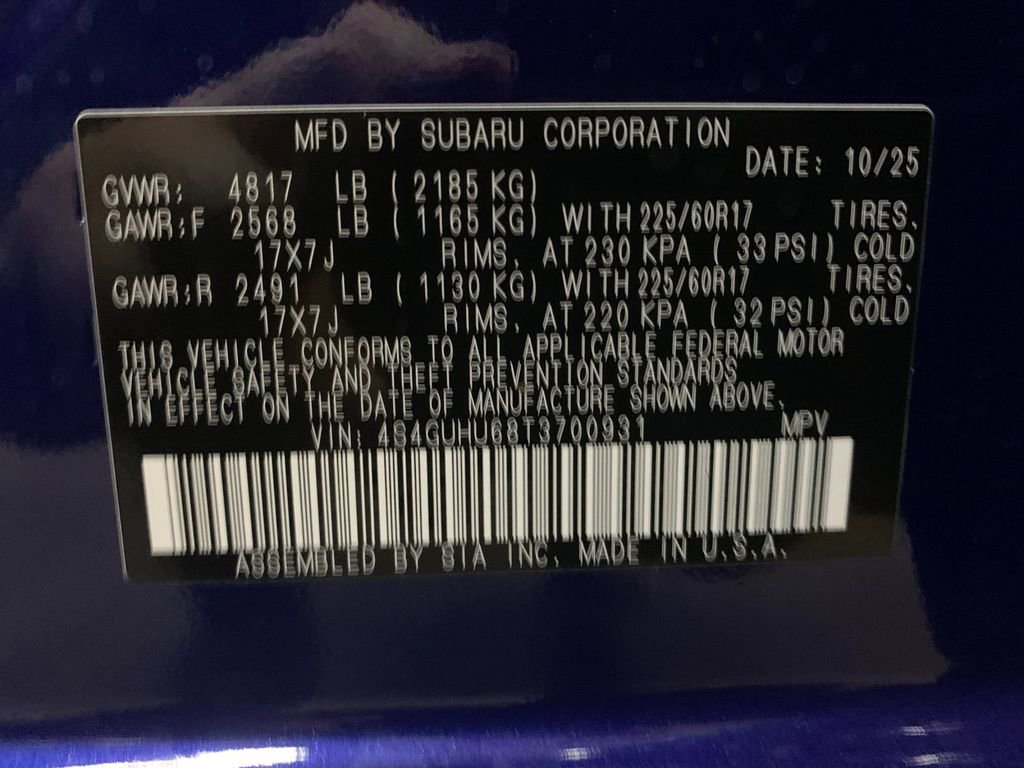 MFD BY SUBARU CORPORATION
DATE: 10/25
GVWR: 4817 LB ( 2185 KG)
GAWR:F 2568 LB ( 1165 KG) WITH 225/60R17 TIRES,
17X7J RIMS, AT 230 KPA ( 33 PSI) COLD
GAWR:R 2491 LB ( 1130 KG) WITH 225/60R17 TIRES,
17X7J RIMS, AT 220 KPA ( 32 PSI) COLD
THIS VEHICLE CONFORMS TO ALL APPLICABLE FEDERAL MOTOR
VEHICLE SAFETY AND THEFT PREVENTION STANDARDS
IN EFFECT ON THE DATE OF MANUFACTURE SHOWN ABOVE.
VIN: 4S4GUHU68T3700931 MPV
ASSEMBLED BY SIA INC. MADE IN U.S.A.